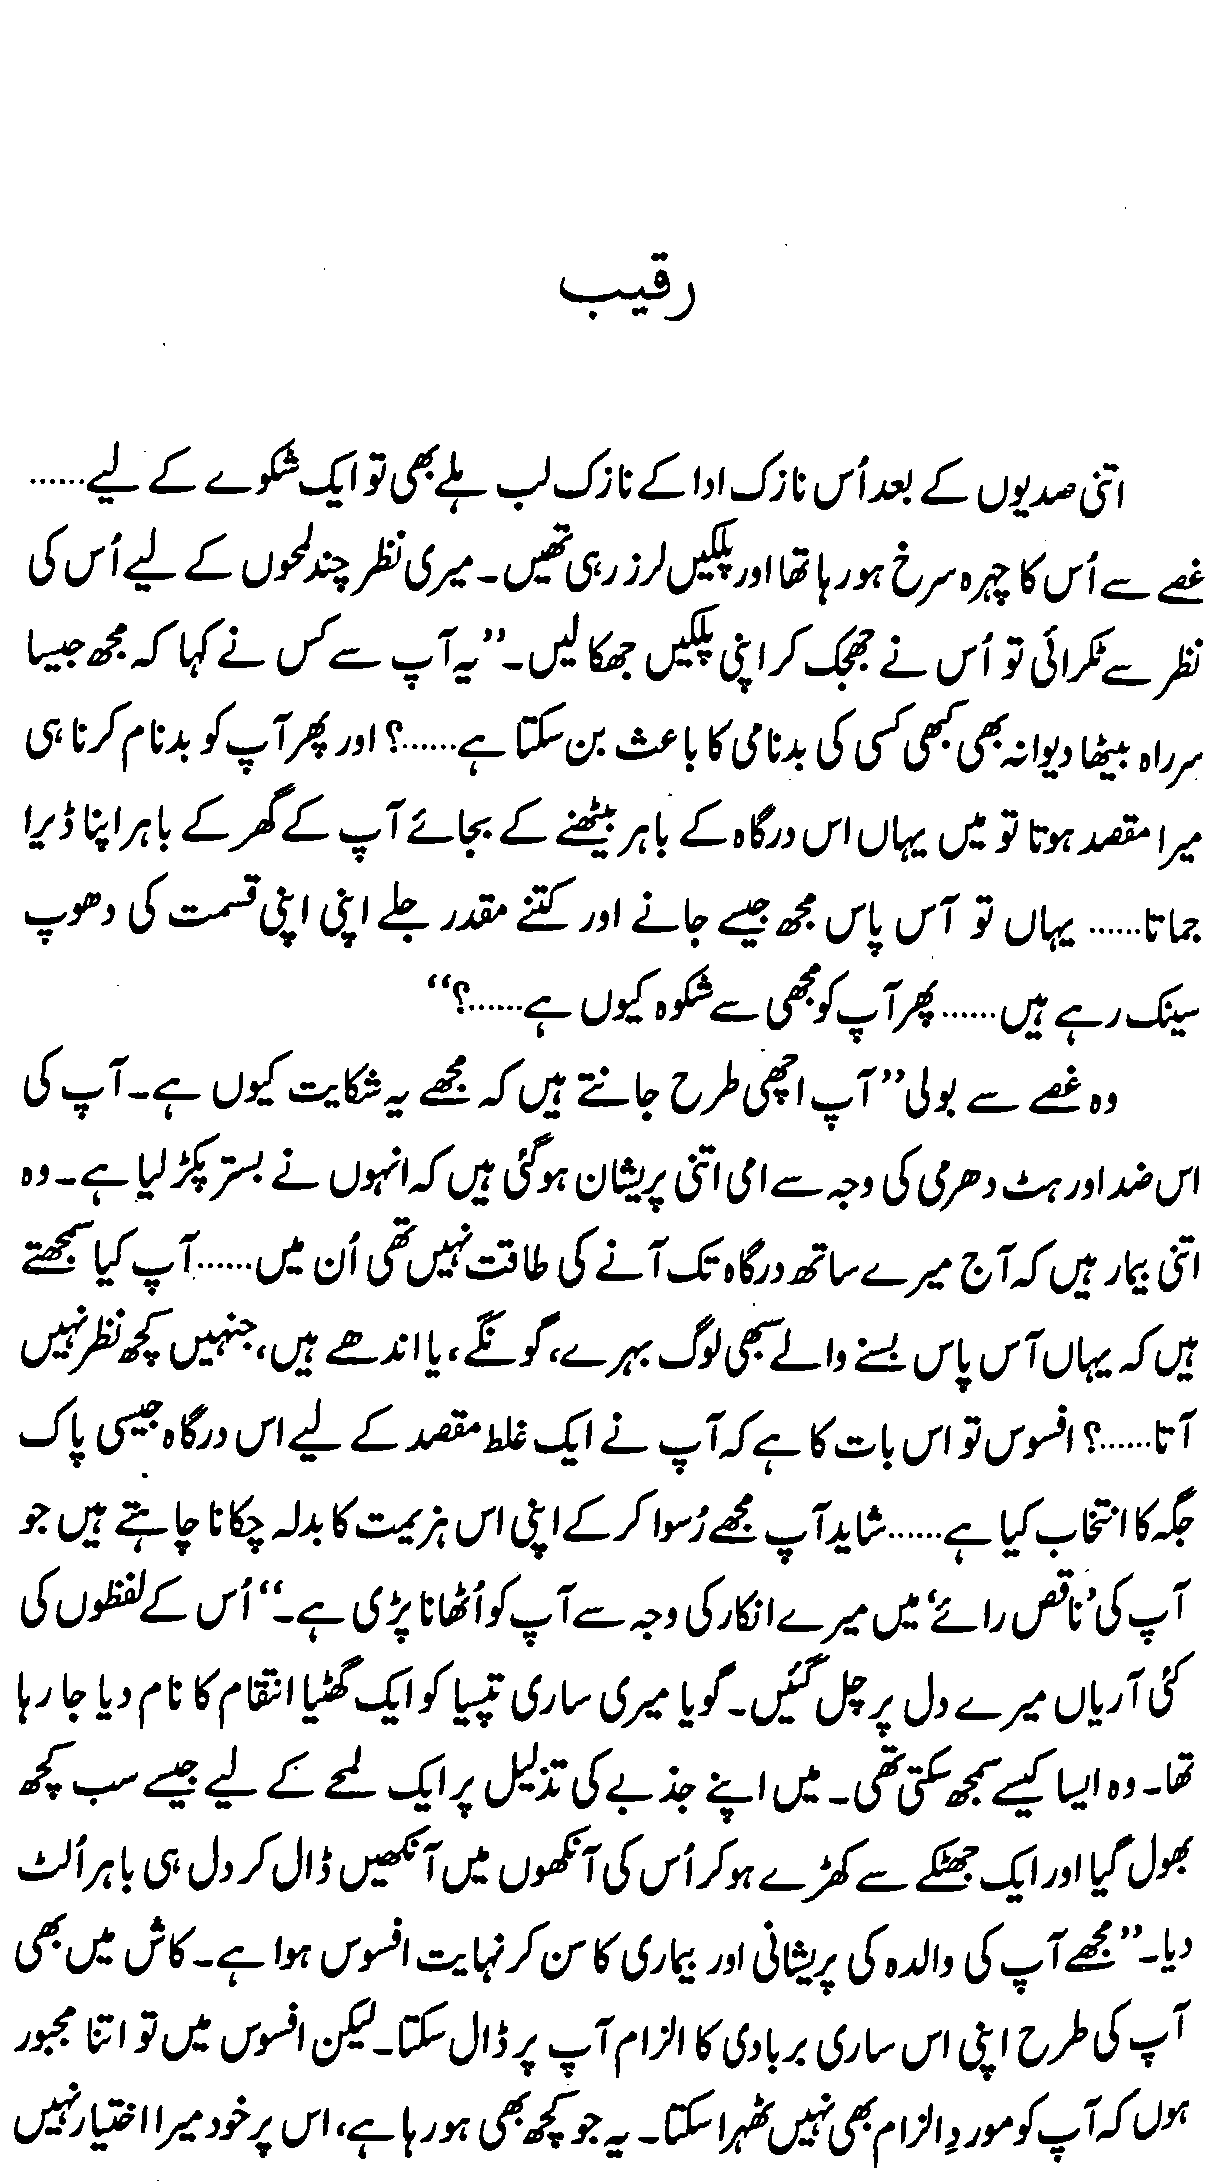 رقیب
اتنی صدیوں کے بعد اُس نازک ادا کے نازک لب ہلے بھی تو ایک شکوے کے لیے......
غصے سے اُس کا چہرہ سرخ ہو رہا تھا اور پلکیں لرز رہی تھیں۔ میری نظر چند لمحوں کے لیے اُس کی
نظر سے ٹکرائی تو اُس نے جھجک کر اپنی پلکیں جھکا لیں۔ ”یہ آپ سے کس نے کہا کہ مجھ جیسا
سر راہ بیٹھا دیوانہ بھی کبھی کسی کی بدنامی کا باعث بن سکتا ہے......؟ اور پھر آپ کو بدنام کرنا ہی
میرا مقصد ہوتا تو میں یہاں اس درگاہ کے باہر بیٹھنے کے بجائے آپ کے گھر کے باہر اپنا ڈیرا
جماتا...... یہاں تو آس پاس مجھ جیسے جانے اور کتنے مقدر جلے اپنی اپنی قسمت کی دھوپ
سینک رہے ہیں...... پھر آپ کو مجھی سے شکوہ کیوں ہے......؟“
وہ غصے سے بولی ”آپ اچھی طرح جانتے ہیں کہ مجھے یہ شکایت کیوں ہے۔ آپ کی
اس ضد اور ہٹ دھرمی کی وجہ سے امی اتنی پریشان ہو گئی ہیں کہ انہوں نے بستر پکڑ لیا ہے۔ وہ
اتنی بیمار ہیں کہ آج میرے ساتھ درگاہ تک آنے کی طاقت نہیں تھی اُن میں...... آپ کیا سمجھتے
ہیں کہ یہاں آس پاس بسنے والے سبھی لوگ بہرے، گونگے، یا اندھے ہیں، جنہیں کچھ نظر نہیں
آتا......؟ افسوس تو اس بات کا ہے کہ آپ نے ایک غلط مقصد کے لیے اس درگاہ جیسی پاک
جگہ کا انتخاب کیا ہے...... شاید آپ مجھے رُسوا کر کے اپنی اس ہزیمت کا بدلہ چکانا چاہتے ہیں جو
آپ کی ’ناقص رائے‘ میں میرے انکار کی وجہ سے آپ کو اُٹھانا پڑی ہے۔“ اُس کے لفظوں کی
کئی آریاں میرے دل پر چل گئیں۔ گویا میری ساری تپسیا کو ایک گھٹیا انتقام کا نام دیا جا رہا
تھا۔ وہ ایسا کیسے سمجھ سکتی تھی۔ میں اپنے جذبے کی تذلیل پر ایک لمحے کے لیے جیسے سب کچھ
بھول گیا اور ایک جھٹکے سے کھڑے ہو کر اُس کی آنکھوں میں آنکھیں ڈال کر دل ہی باہر اُلٹ
دیا۔ ”مجھے آپ کی والدہ کی پریشانی اور بیماری کا سن کر نہایت افسوس ہوا ہے۔ کاش میں بھی
آپ کی طرح اپنی اس ساری بربادی کا الزام آپ پر ڈال سکتا۔ لیکن افسوس میں تو اتنا مجبور
ہوں کہ آپ کو موردِ الزام بھی نہیں ٹھہرا سکتا۔ یہ جو کچھ بھی ہو رہا ہے، اس پر خود میرا اختیار نہیں